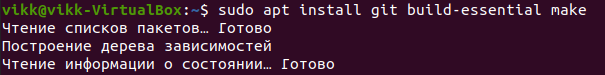 vikk@vikk-VirtualBox:~$ sudo apt install git build-essential make
Чтение списков пакетов… Готово
Построение дерева зависимостей
Чтение информации о состоянии… Готово